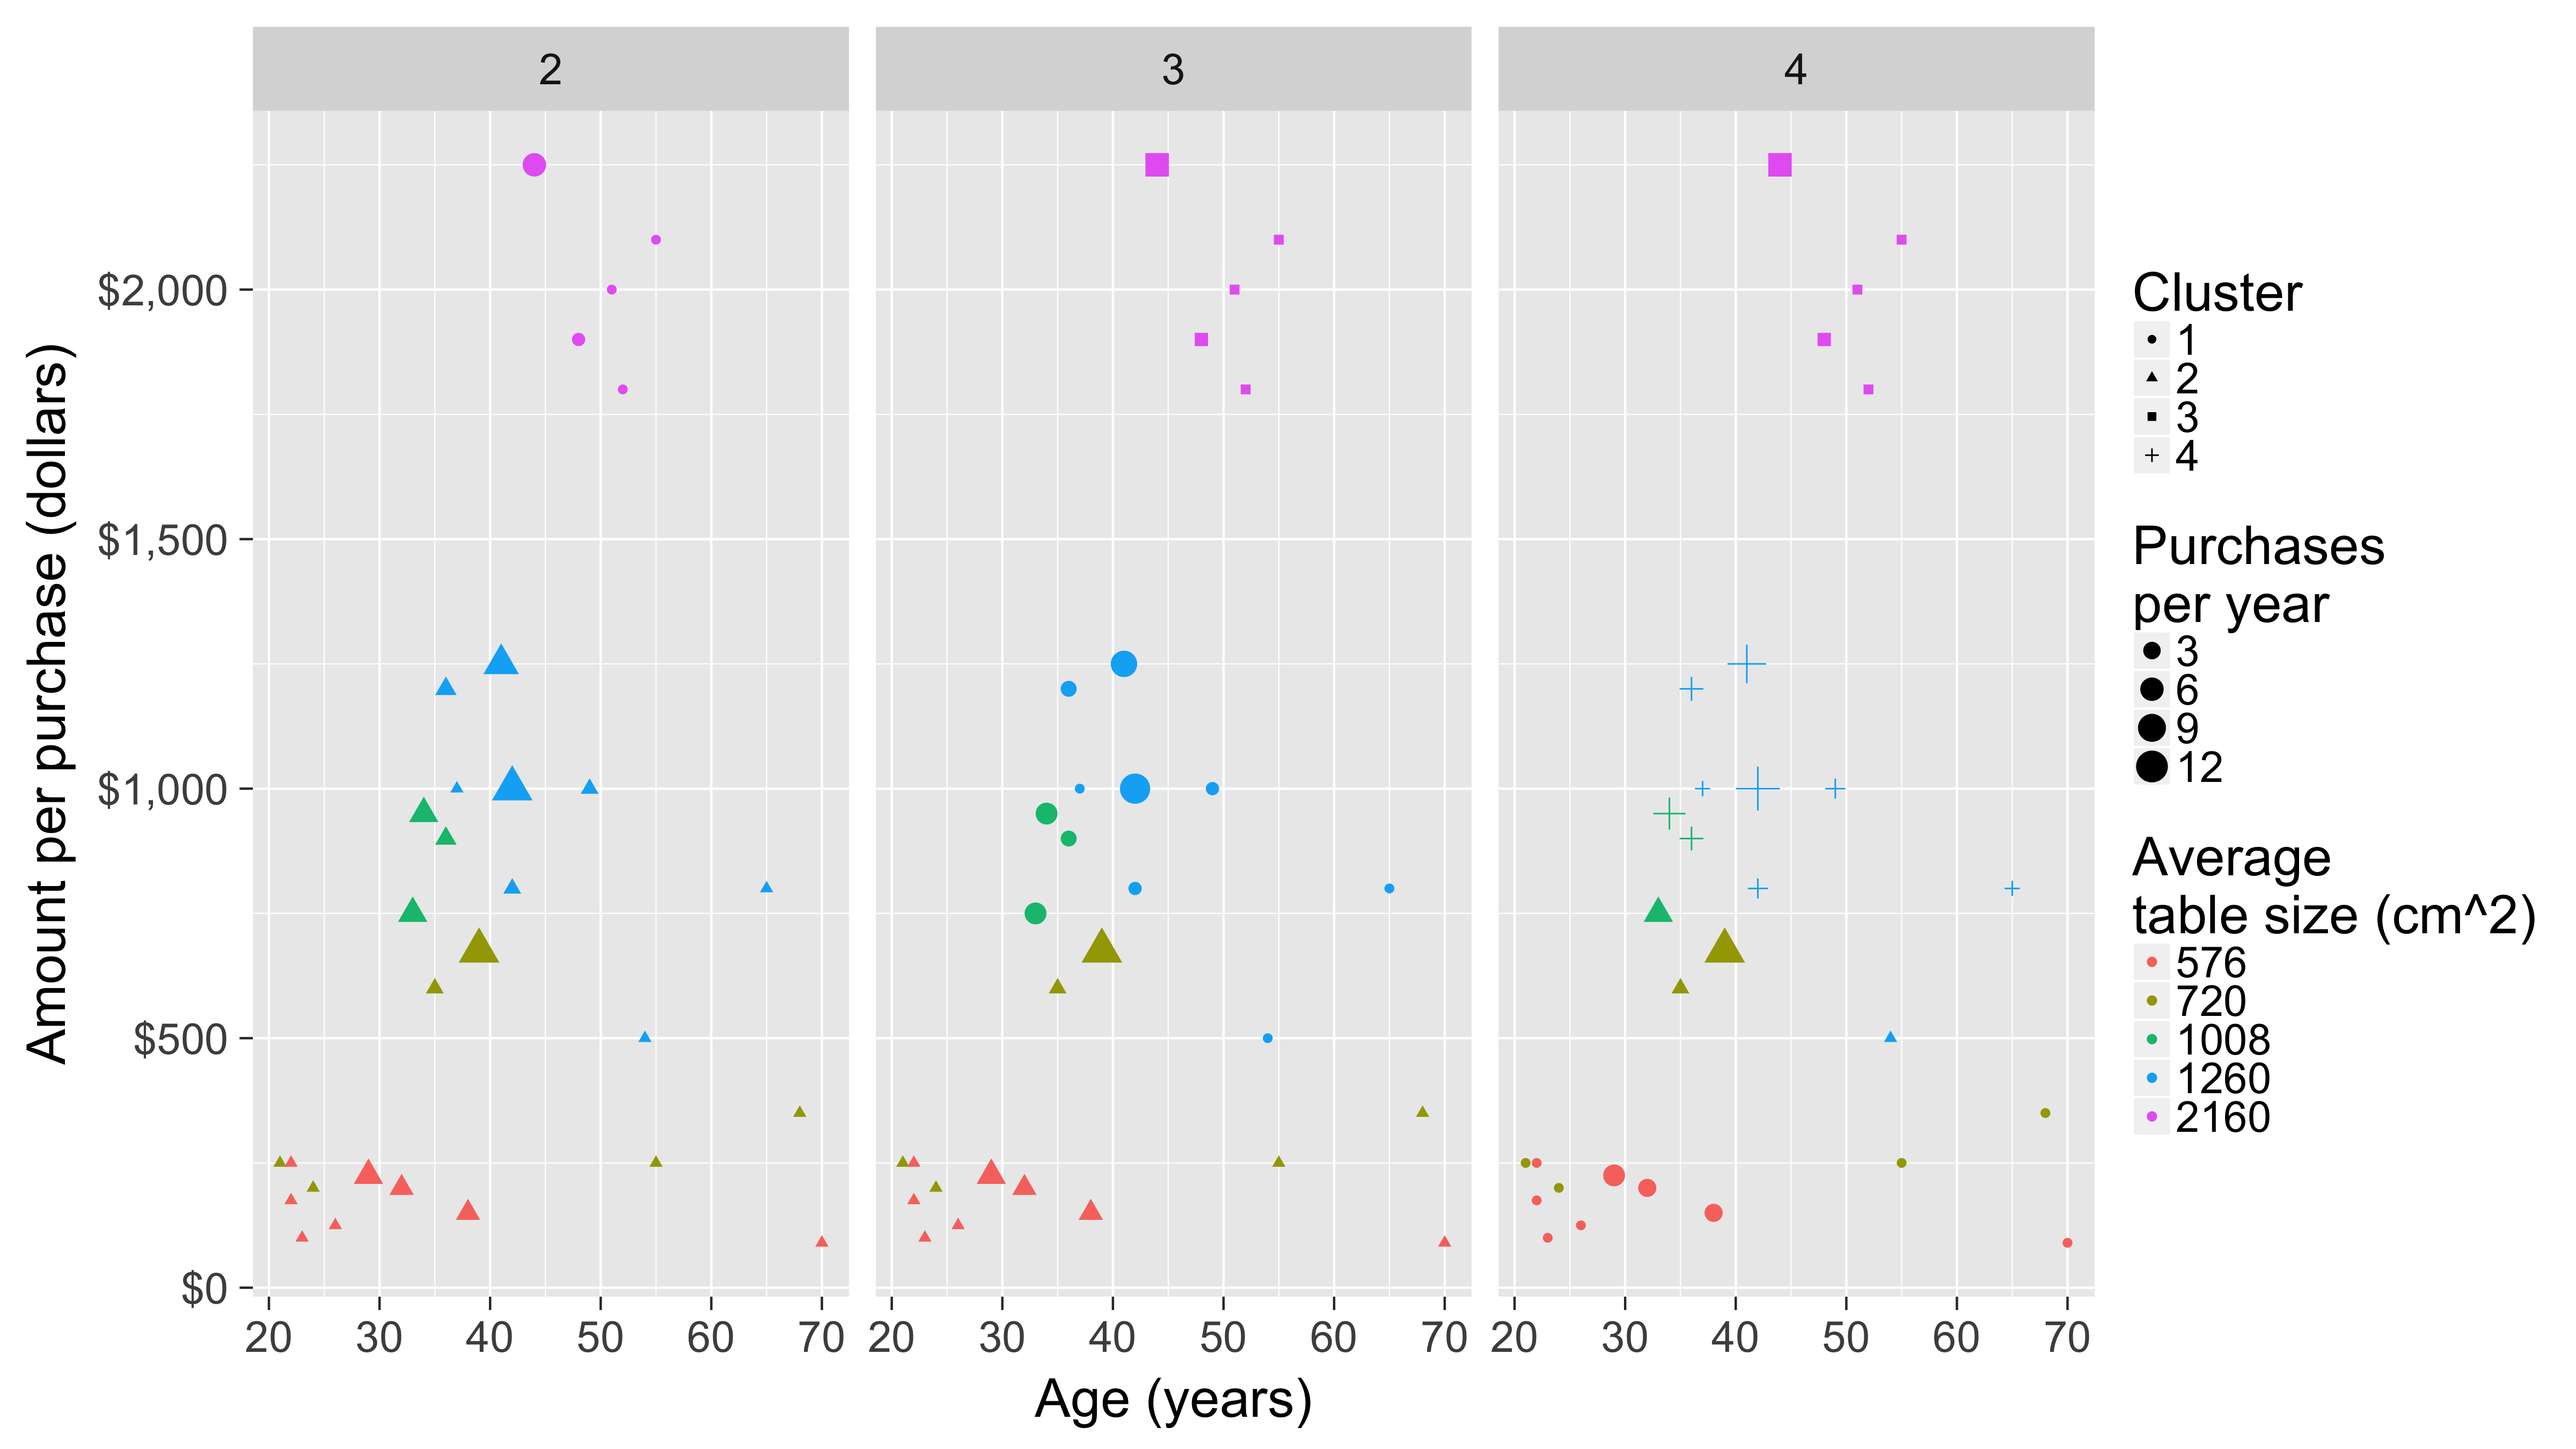 2
3
4
Amount per purchase (dollars)
$2,000
$1,500
$1,000
$500
$0
20 30 40 50 60 70
20 30 40 50 60 70
20 30 40 50 60 70
Age (years)
Cluster
1
2
3
4
Purchases
per year
3
6
9
12
Average
table size (cm^2)
576
720
1008
1260
2160